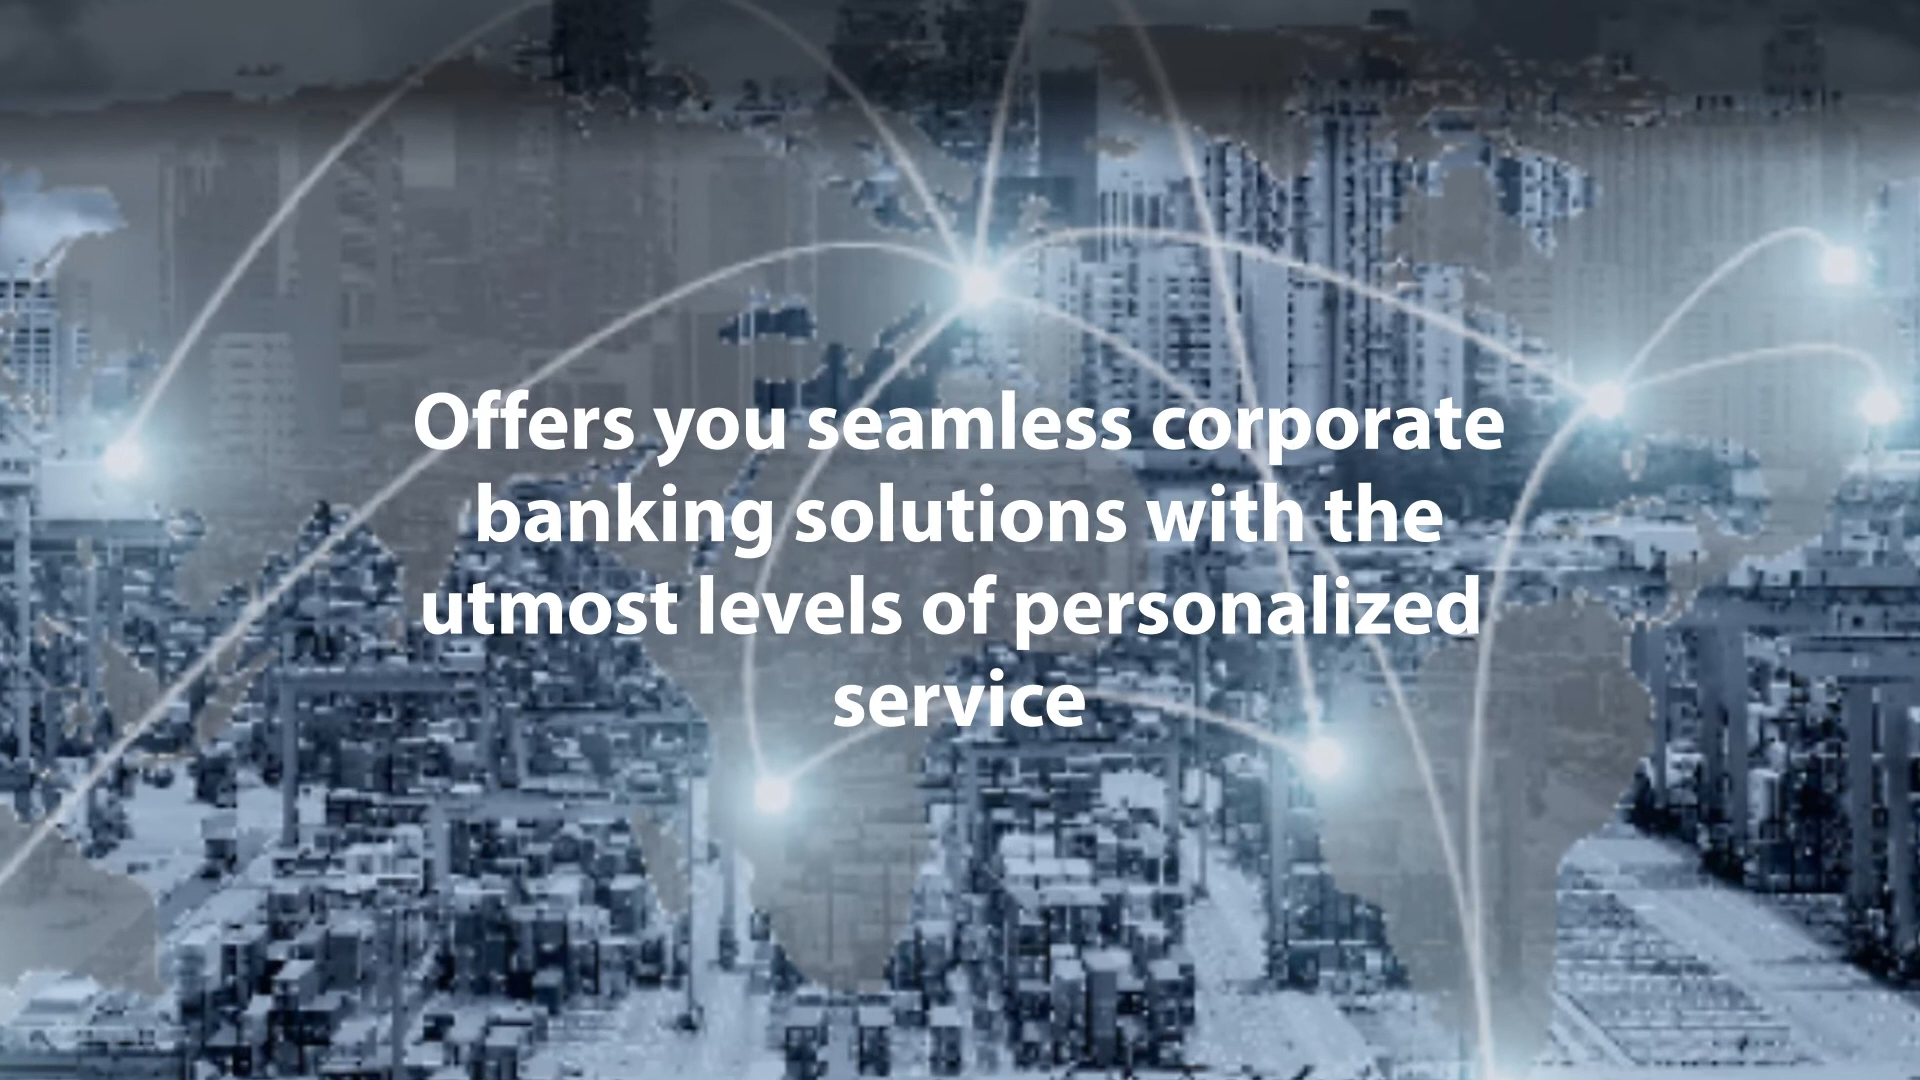 Offers you seamless corporate
banking solutions with the
utmost levels of personalized
service